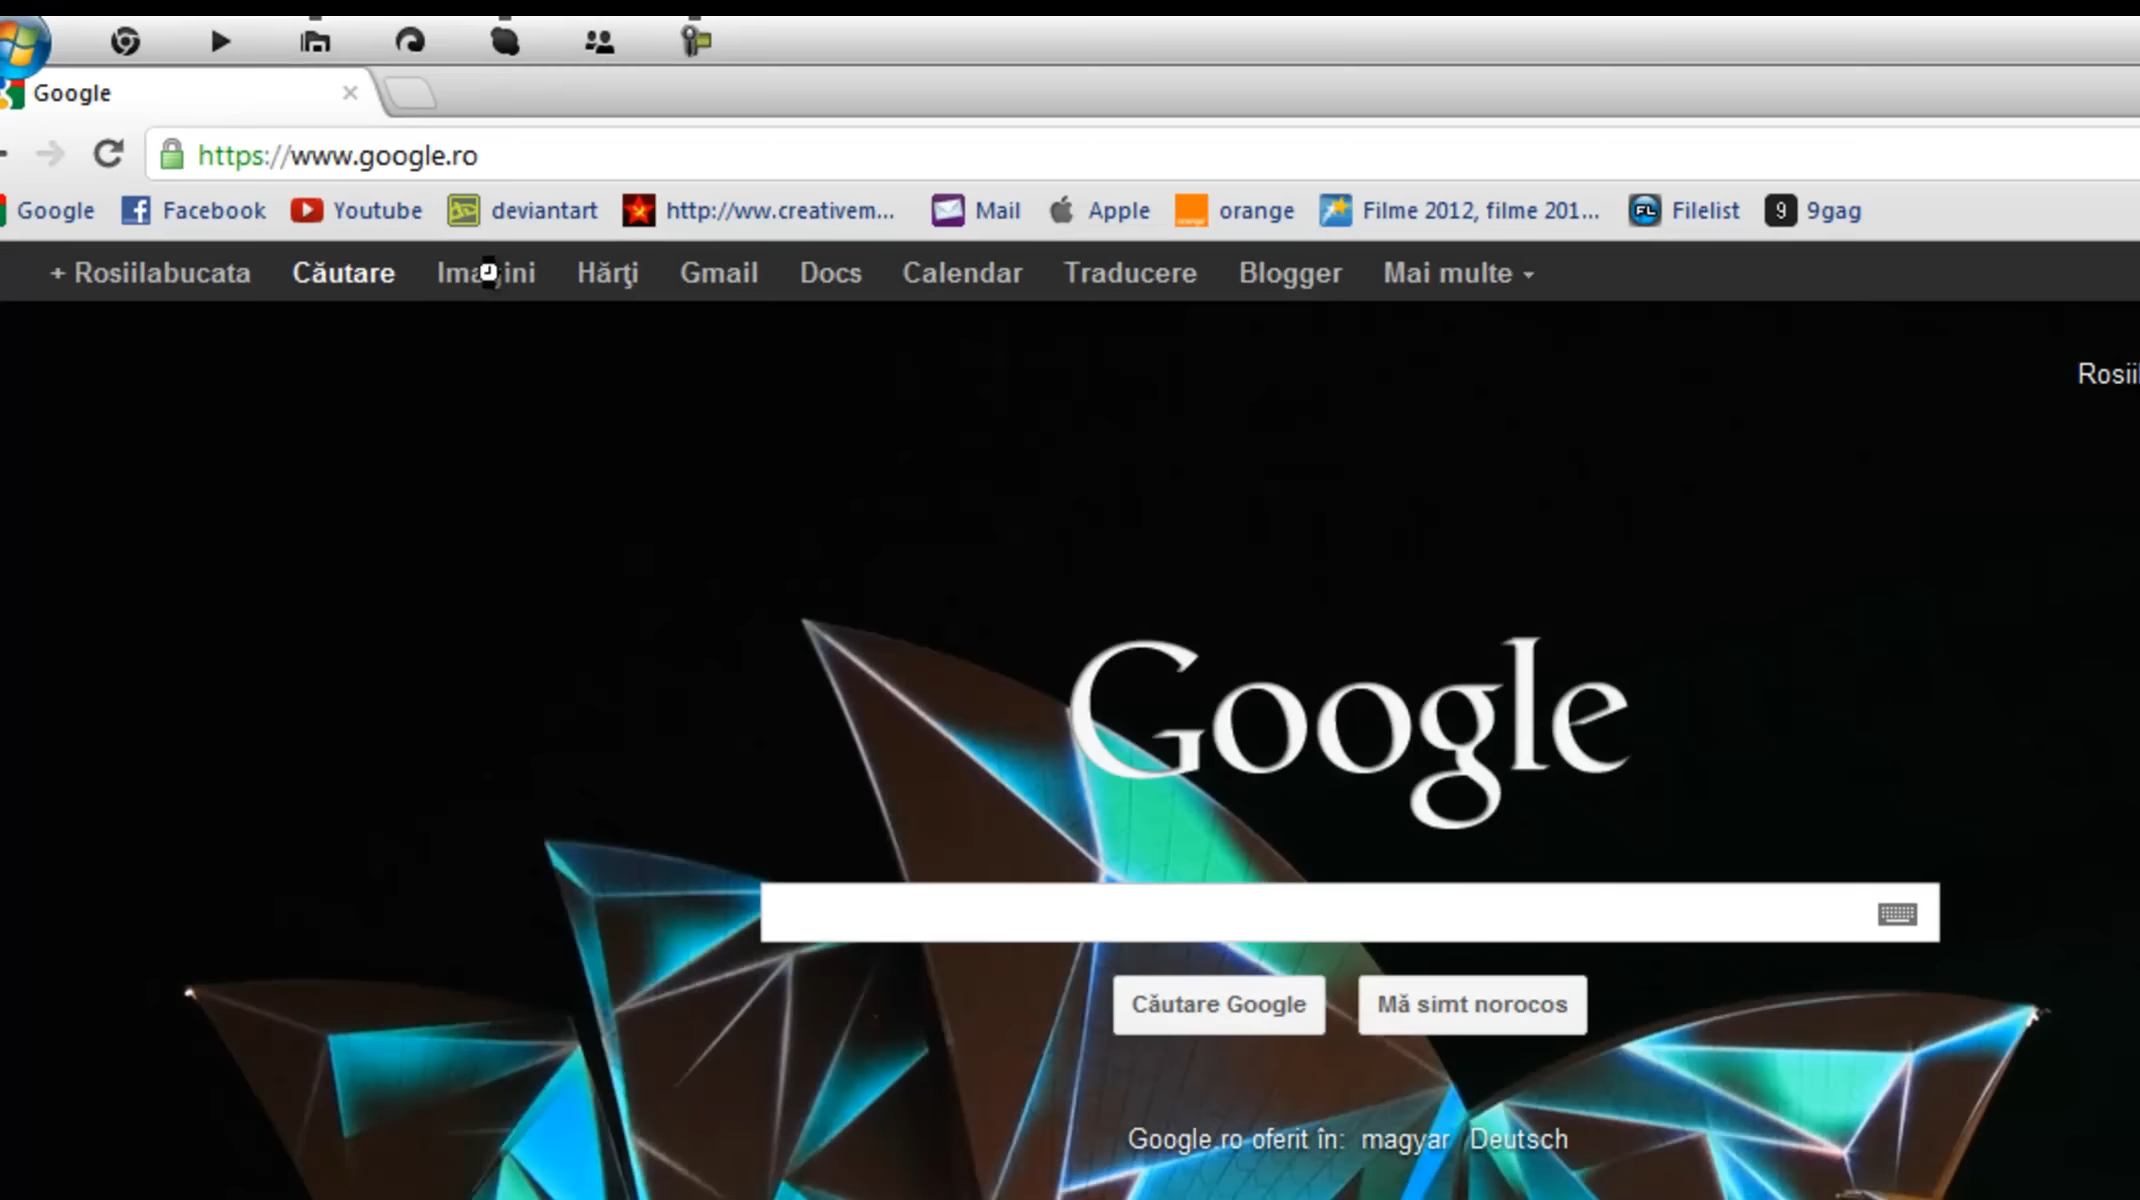 Google
https://www.google.ro
Google Facebook Youtube deviantart http://ww.creativem... Mail Apple orange Filme 2012, filme 201... Filelist 9gag
+ Rosiilabucata Căutare Imagini Hărţi Gmail Docs Calendar Traducere Blogger Mai multe
Rosiil
Google
Căutare Google Mă simt norocos
Google.ro oferit în: magyar Deutsch